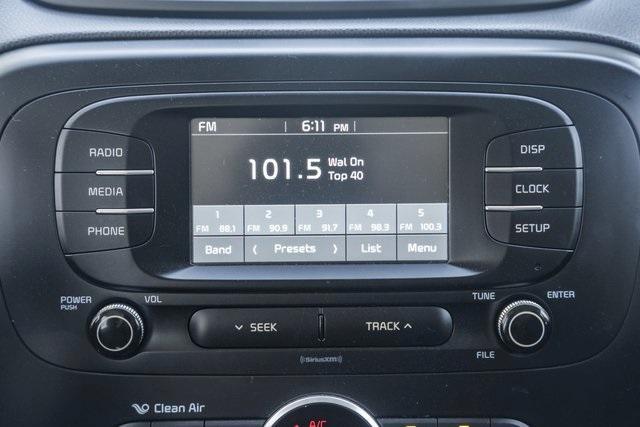 FM 6:11 PM
RADIO
MEDIA
PHONE
101.5 Wal On
Top 40
1 2 3 4 5
FM 88.1 FM 90.9 FM 91.7 FM 98.3 FM 100.3
Band ‹ Presets › List Menu
DISP
CLOCK
SETUP
POWER
PUSH
VOL
SEEK
TRACK
TUNE
ENTER
FILE
((SiriusXM))
Clean Air
A/C